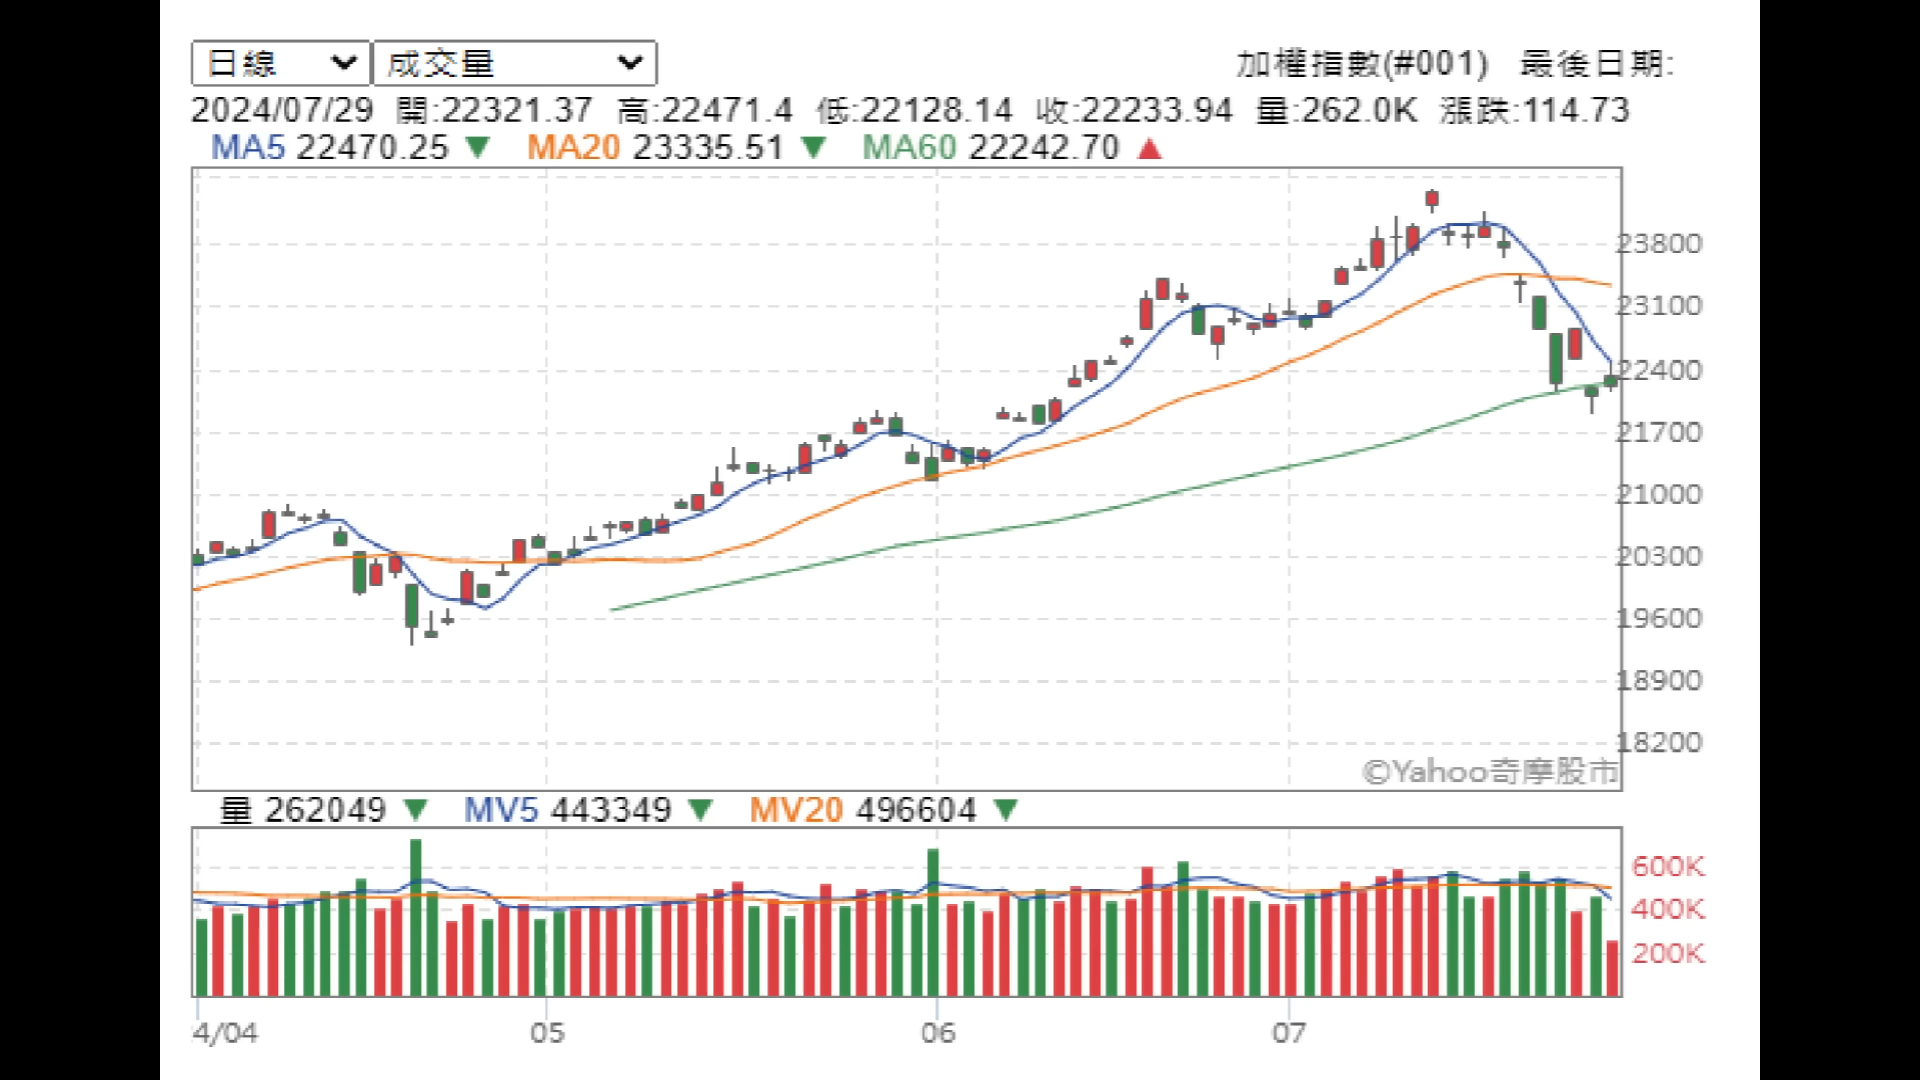 日線 成交量 加權指數(#001) 最後日期:
2024/07/29 開:22321.37 高:22471.4 低:22128.14 收:22233.94 量:262.0K 漲跌:114.73
MA5 22470.25 ▼ MA20 23335.51 ▼ MA60 22242.70 ▲
23800
23100
22400
21700
21000
20300
19600
18900
18200
©Yahoo奇摩股市
量 262049 ▼ MV5 443349 ▼ MV20 496604 ▼
600K
400K
200K
4/04 05 06 07